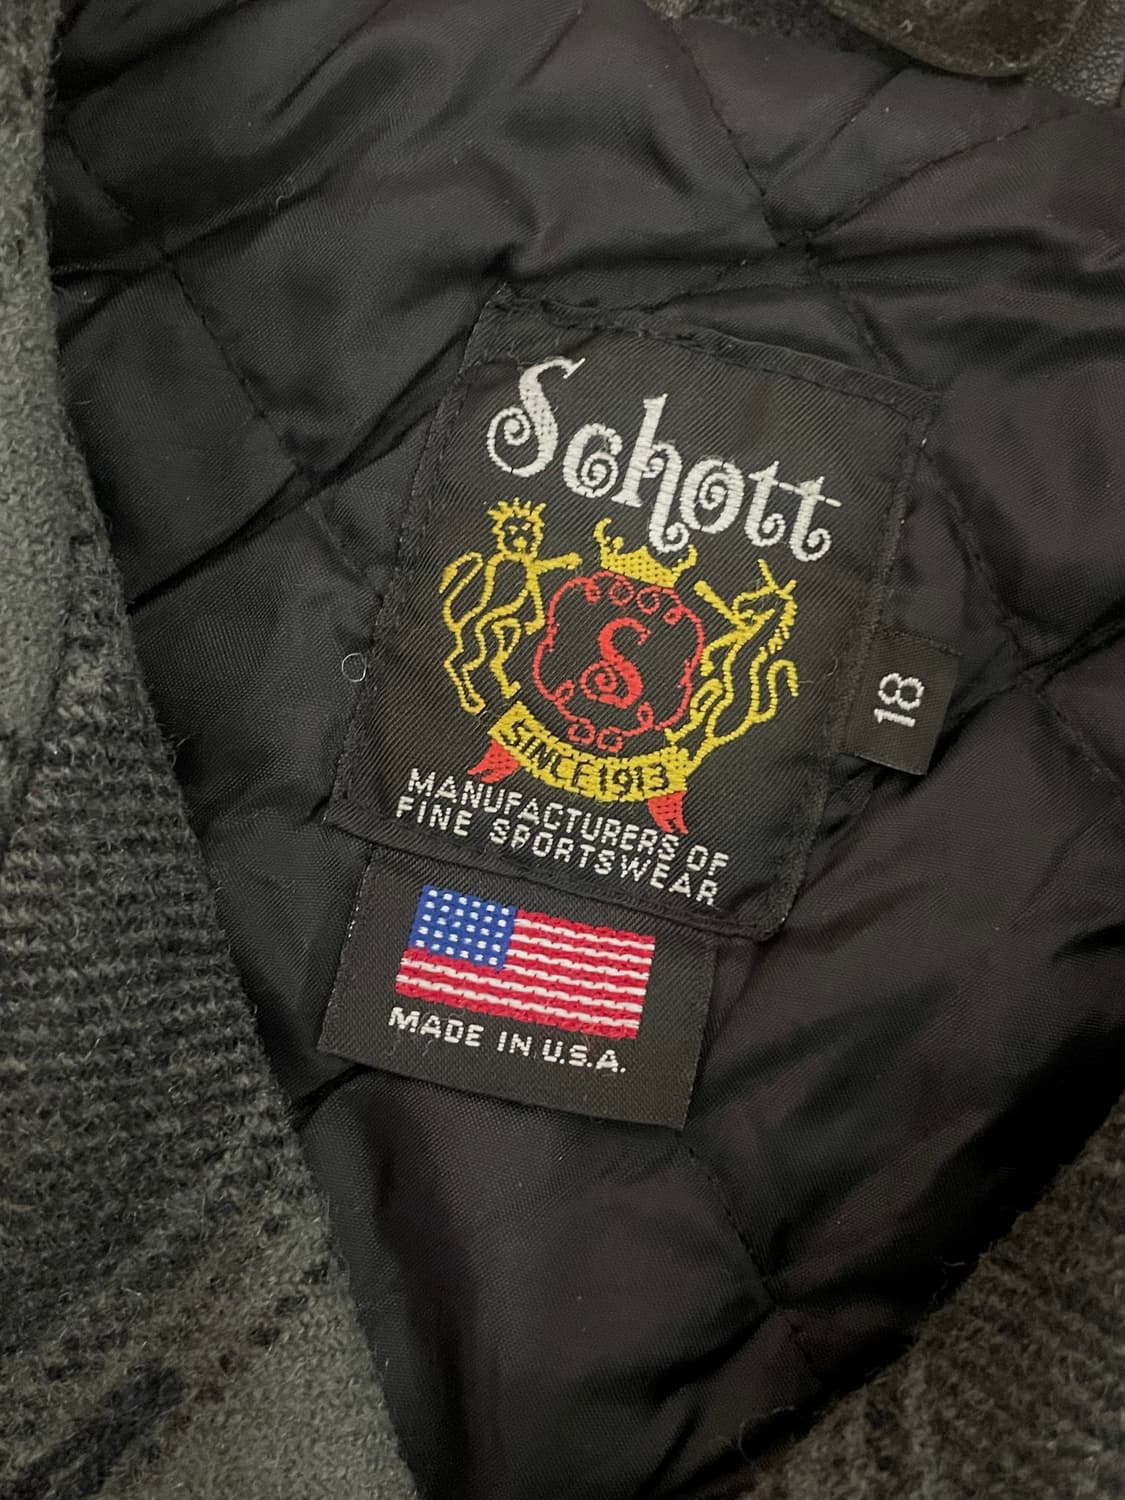 Schott
S
SINCE 1913
MANUFACTURERS OF
FINE SPORTSWEAR
18
MADE IN U.S.A.